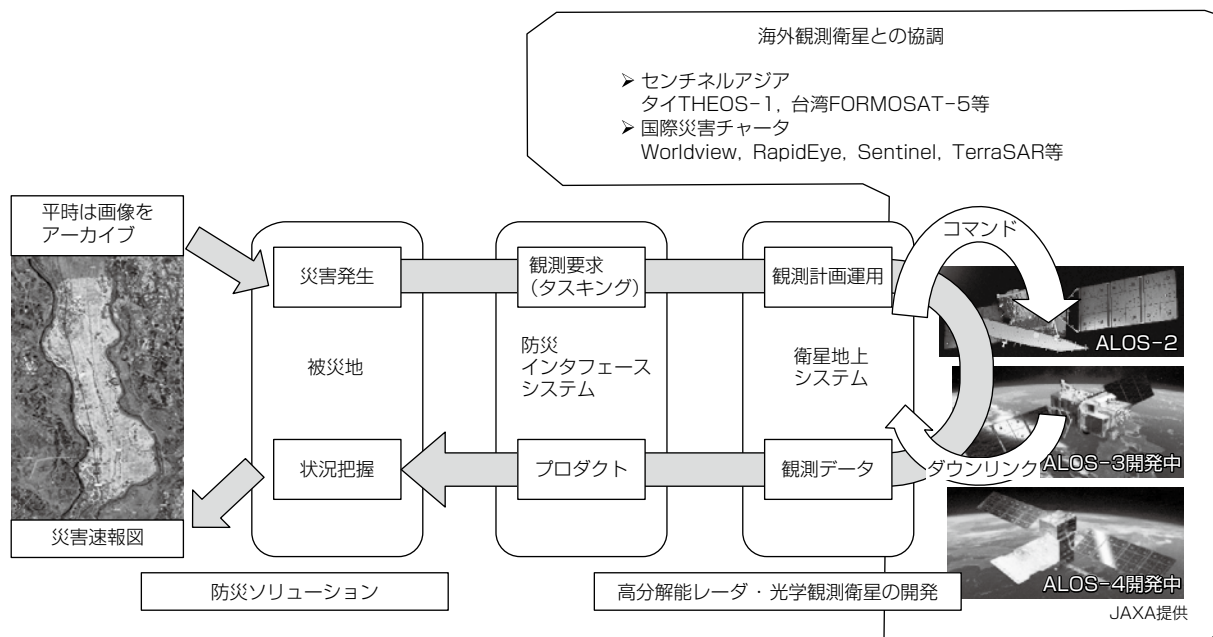 海外観測衛星との協調
➢ センチネルアジア
タイTHEOS-1, 台湾FORMOSAT-5等
➢ 国際災害チャータ
Worldview, RapidEye, Sentinel, TerraSAR等
平時は画像を
アーカイブ
災害発生
観測要求
(タスキング)
観測計画運用
コマンド
ALOS-2
被災地
防災
インタフェース
システム
衛星地上
システム
状況把握
プロダクト
観測データ
ダウンリンク
ALOS-3開発中
災害速報図
ALOS-4開発中
防災ソリューション
高分解能レーダ・光学観測衛星の開発
JAXA提供